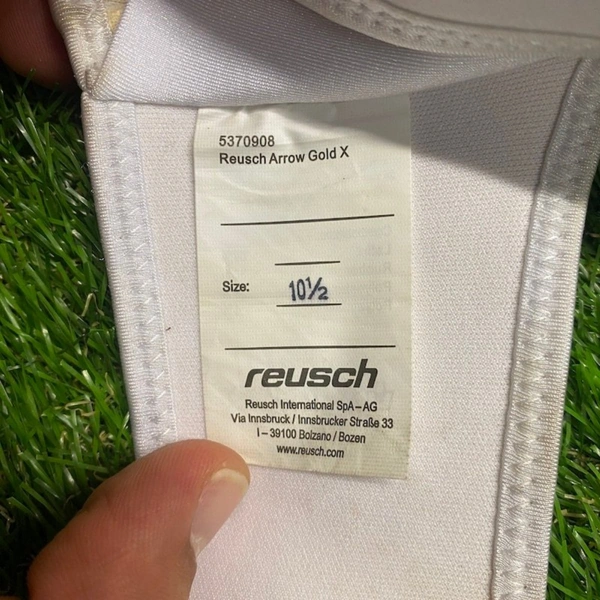 5370908
Reusch Arrow Gold X
Size: 10½
reusch
Reusch International SpA–AG
Via Innsbruck / Innsbrucker Straße 33
I – 39100 Bolzano / Bozen
www.reusch.com